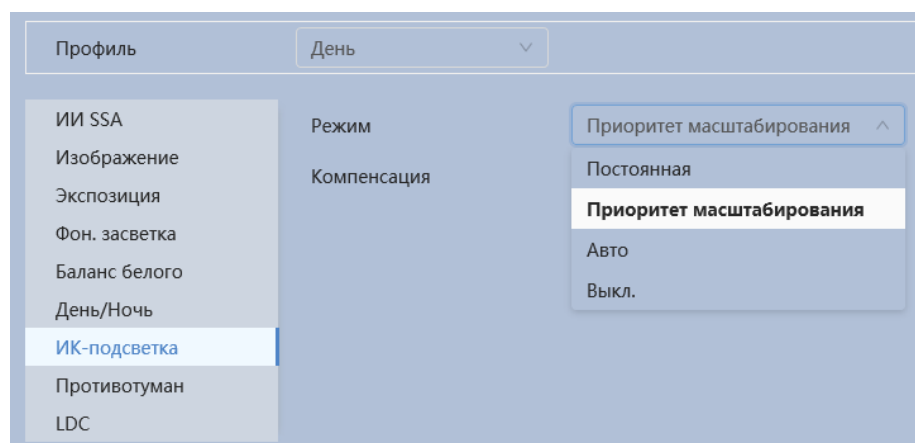 Профиль
День
ИИ SSA
Изображение
Экспозиция
Фон. засветка
Баланс белого
День/Ночь
ИК-подсветка
Противотуман
LDC
Режим
Приоритет масштабирования
Компенсация
Постоянная
Приоритет масштабирования
Авто
Выкл.